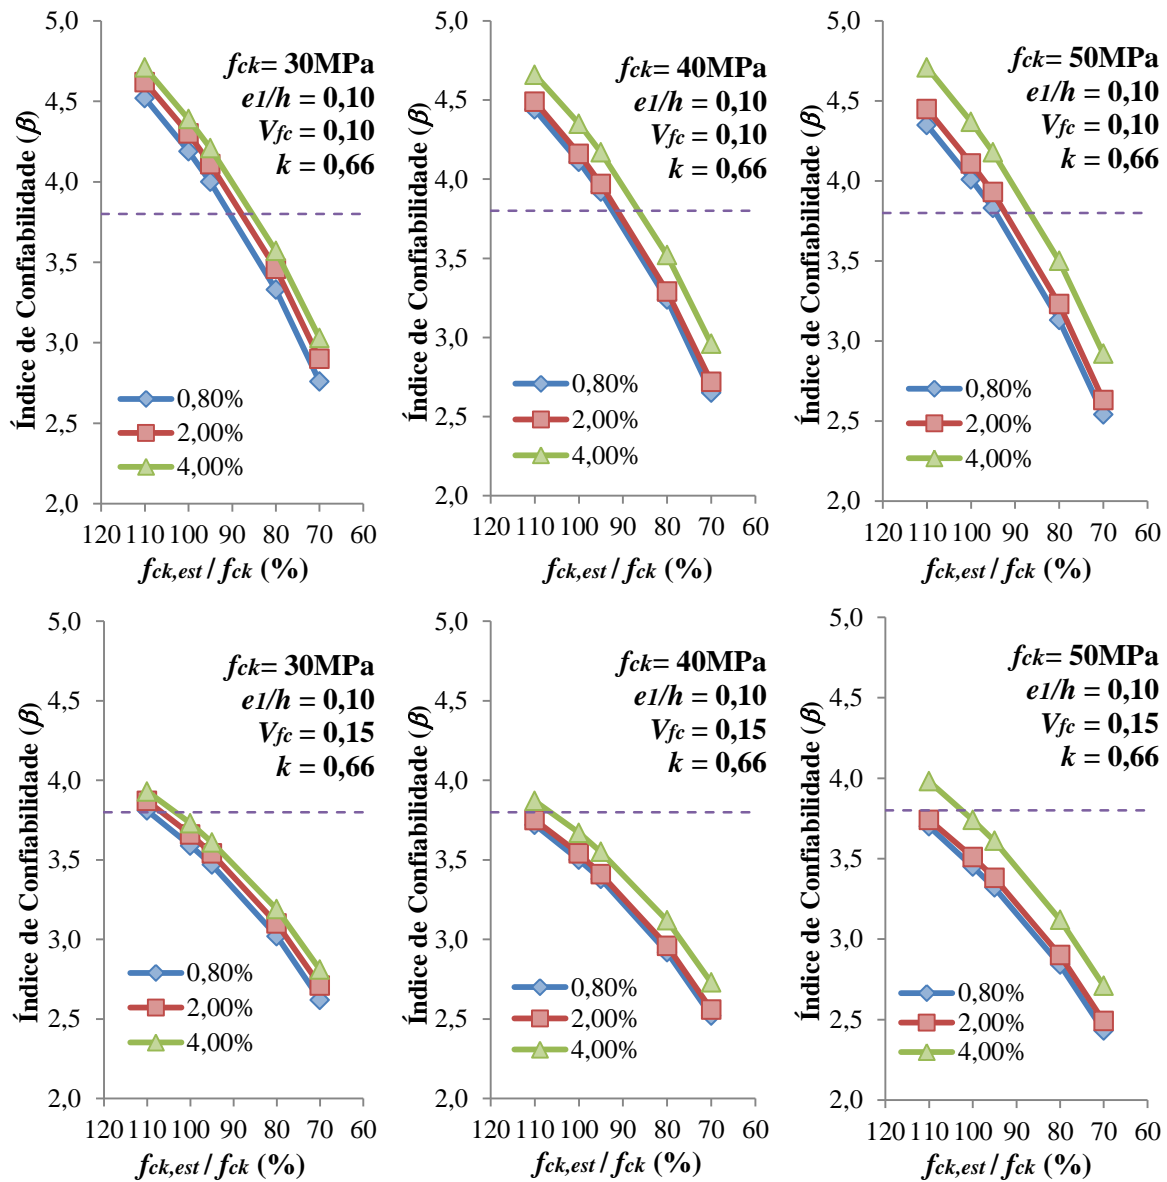 Índice de Confiabilidade (β)
5,0
4,5
4,0
3,5
3,0
2,5
2,0
fck= 30MPa
e1/h = 0,10
Vfc = 0,10
k = 0,66
0,80%
2,00%
4,00%
120 110 100 90 80 70 60
fck,est / fck (%)
Índice de Confiabilidade (β)
5,0
4,5
4,0
3,5
3,0
2,5
2,0
fck= 40MPa
e1/h = 0,10
Vfc = 0,10
k = 0,66
0,80%
2,00%
4,00%
120 110 100 90 80 70 60
fck,est / fck (%)
Índice de Confiabilidade (β)
5,0
4,5
4,0
3,5
3,0
2,5
2,0
fck= 50MPa
e1/h = 0,10
Vfc = 0,10
k = 0,66
0,80%
2,00%
4,00%
120 110 100 90 80 70 60
fck,est / fck (%)
Índice de Confiabilidade (β)
5,0
4,5
4,0
3,5
3,0
2,5
2,0
fck= 30MPa
e1/h = 0,10
Vfc = 0,15
k = 0,66
0,80%
2,00%
4,00%
120 110 100 90 80 70 60
fck,est / fck (%)
Índice de Confiabilidade (β)
5,0
4,5
4,0
3,5
3,0
2,5
2,0
fck= 40MPa
e1/h = 0,10
Vfc = 0,15
k = 0,66
0,80%
2,00%
4,00%
120 110 100 90 80 70 60
fck,est / fck (%)
Índice de Confiabilidade (β)
5,0
4,5
4,0
3,5
3,0
2,5
2,0
fck= 50MPa
e1/h = 0,10
Vfc = 0,15
k = 0,66
0,80%
2,00%
4,00%
120 110 100 90 80 70 60
fck,est / fck (%)